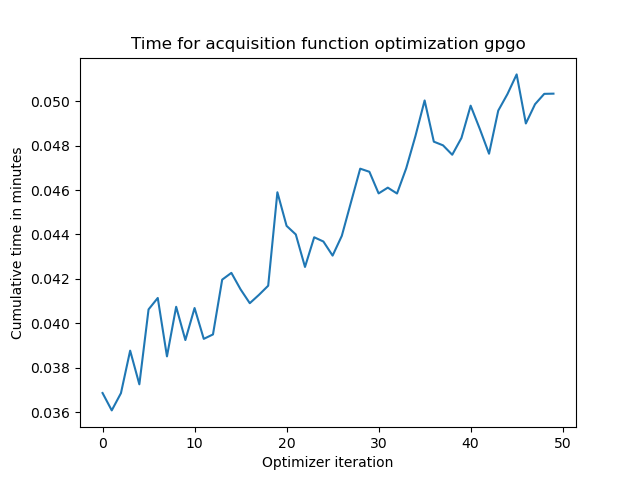 Time for acquisition function optimization gpgo
Cumulative time in minutes
0.050
0.048
0.046
0.044
0.042
0.040
0.038
0.036
0 10 20 30 40 50
Optimizer iteration